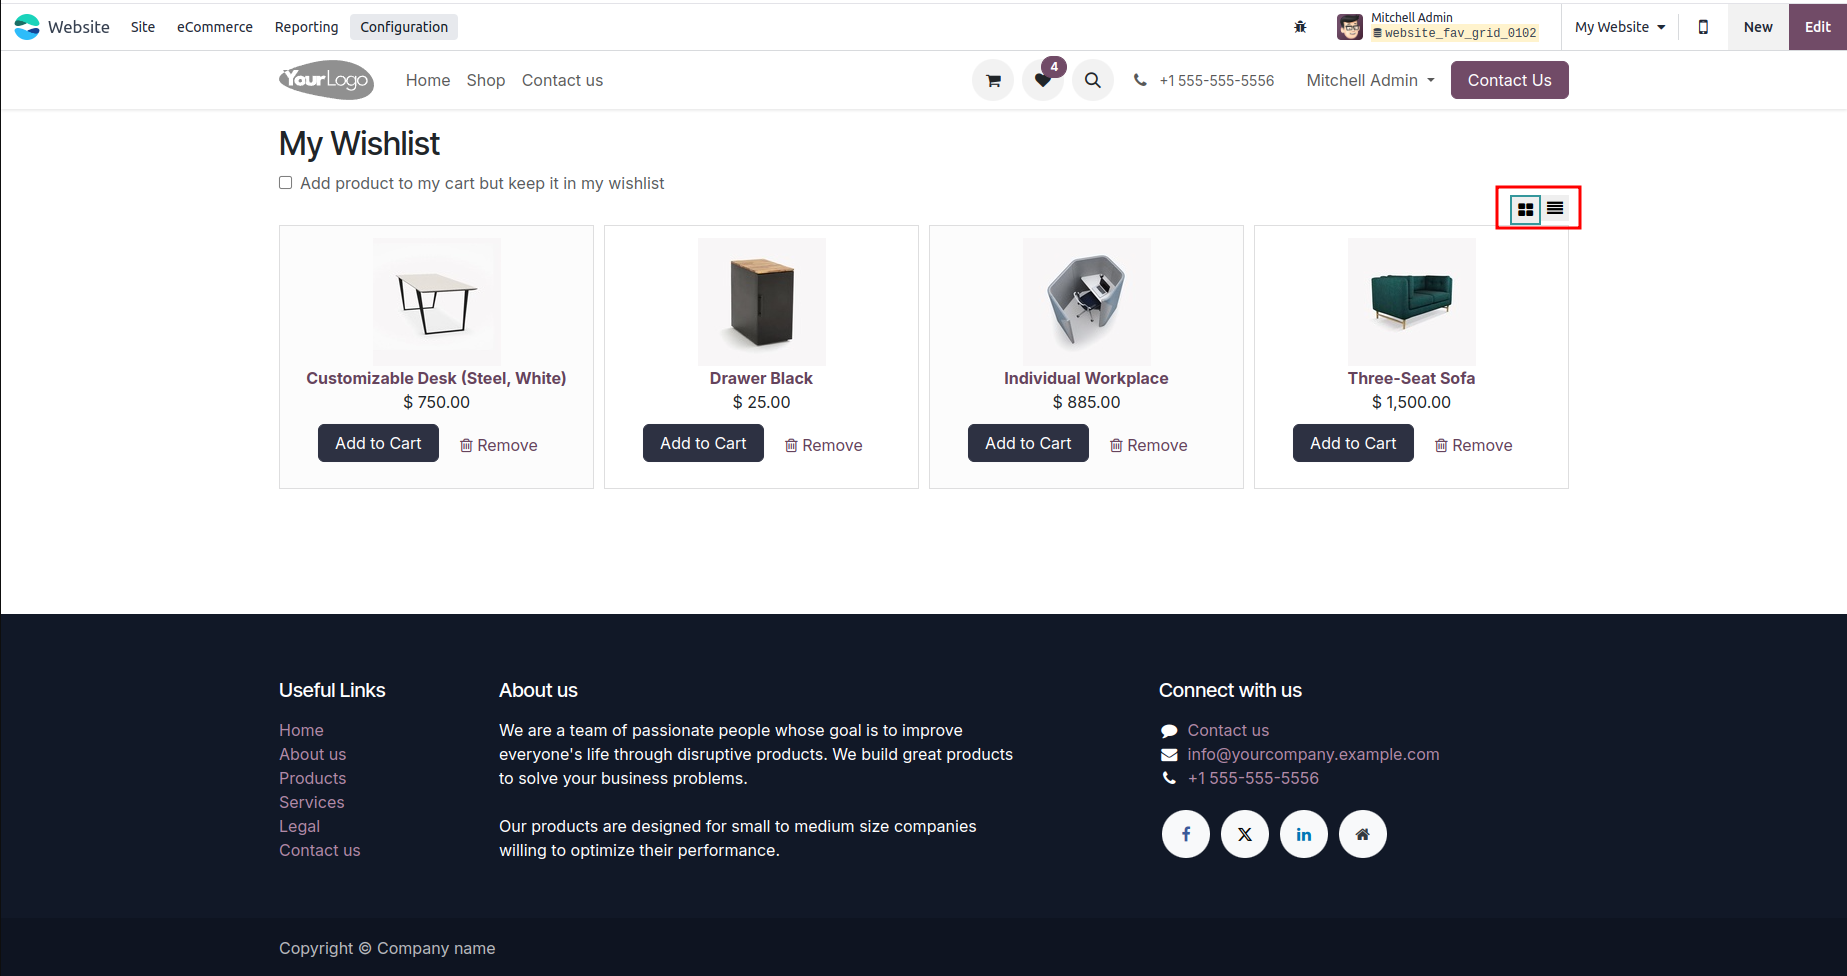 Website Site eCommerce Reporting Configuration Mitchell Admin My Website New Edit
website_fav_grid_0102
YourLogo Home Shop Contact us 4 +1 555-555-5556 Mitchell Admin Contact Us
My Wishlist
Add product to my cart but keep it in my wishlist
Customizable Desk (Steel, White) Drawer Black Individual Workplace Three-Seat Sofa
$ 750.00 $ 25.00 $ 885.00 $ 1,500.00
Add to Cart Remove Add to Cart Remove Add to Cart Remove Add to Cart Remove
Useful Links
Home
About us
Products
Services
Legal
Contact us
About us
We are a team of passionate people whose goal is to improve
everyone's life through disruptive products. We build great products
to solve your business problems.
Our products are designed for small to medium size companies
willing to optimize their performance.
Connect with us
Contact us
info@yourcompany.example.com
+1 555-555-5556
Copyright © Company name